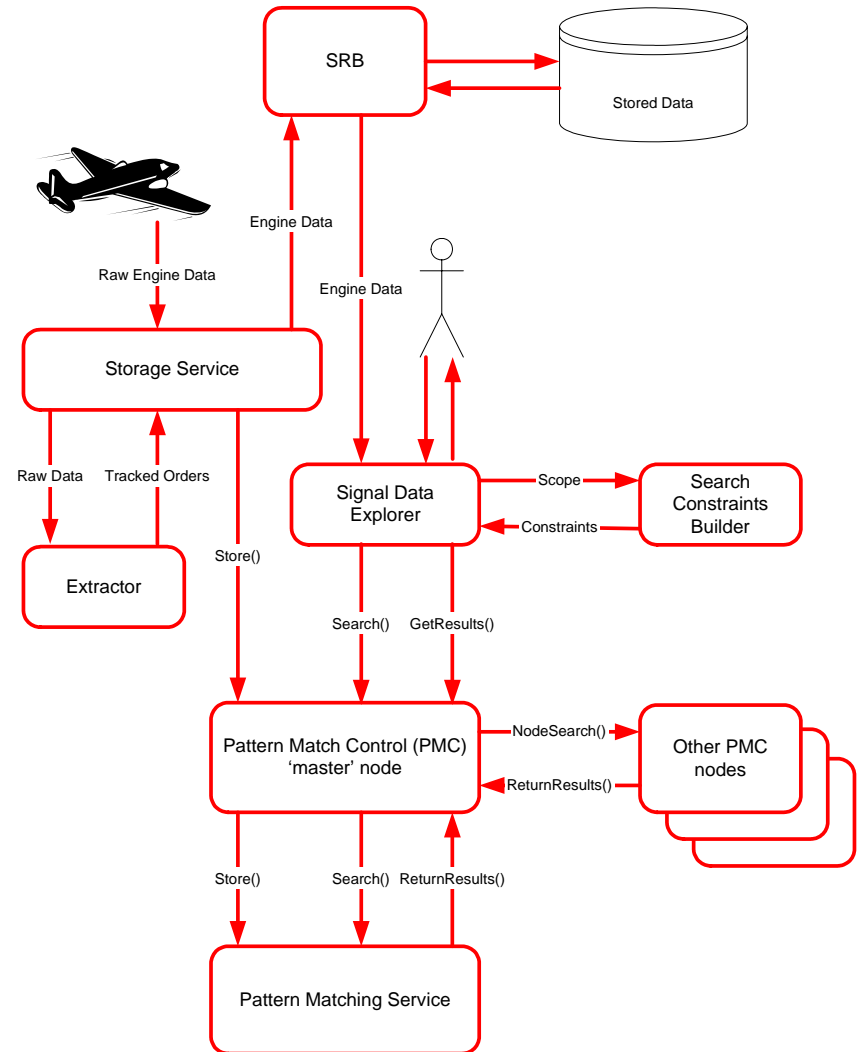 SRB
Stored Data
Engine Data
Raw Engine Data
Engine Data
Storage Service
Raw Data
Tracked Orders
Signal Data
Explorer
Scope
Constraints
Search
Constraints
Builder
Extractor
Store()
Search()
GetResults()
Pattern Match Control (PMC)
‘master’ node
NodeSearch()
ReturnResults()
Other PMC
nodes
Store()
Search()
ReturnResults()
Pattern Matching Service